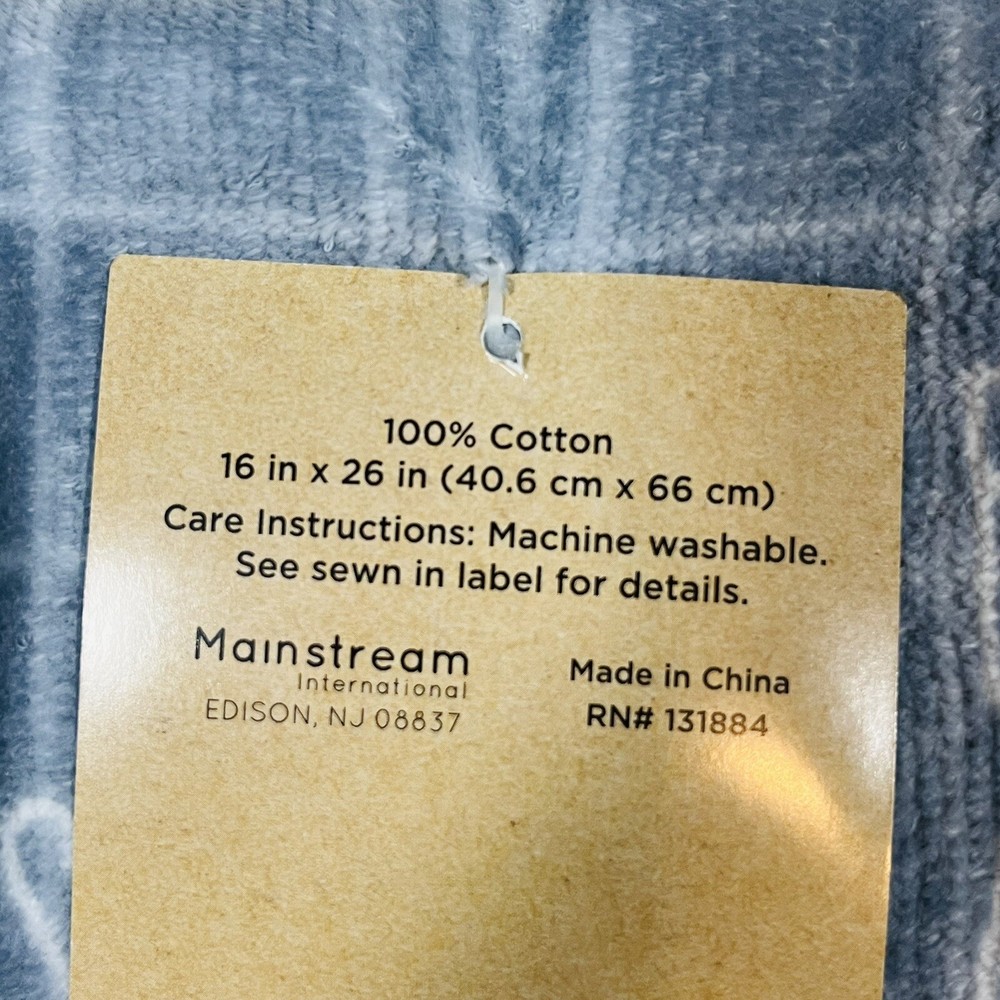 100% Cotton
16 in x 26 in (40.6 cm x 66 cm)
Care Instructions: Machine washable.
See sewn in label for details.
Mainstream
International
EDISON, NJ 08837
Made in China
RN# 131884